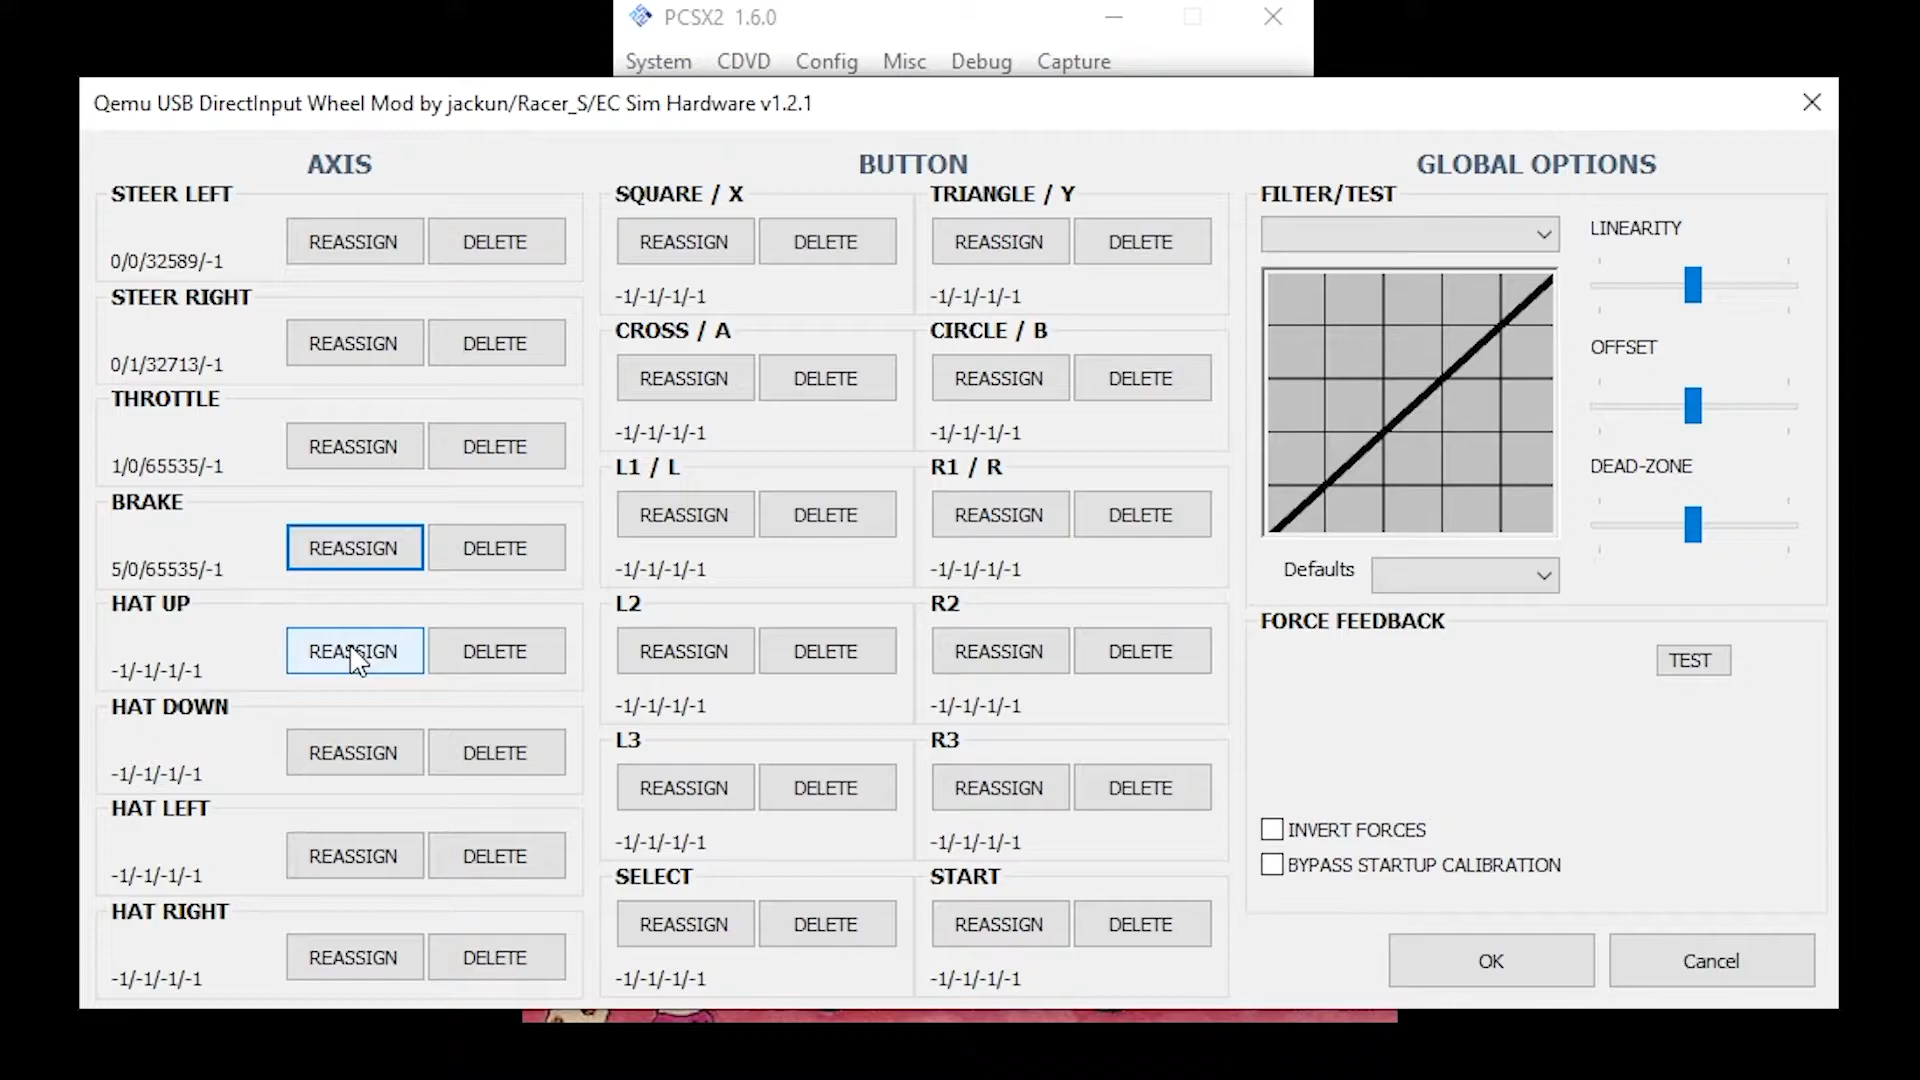 PCSX2 1.6.0
System CDVD Config Misc Debug Capture
Qemu USB DirectInput Wheel Mod by jackun/Racer_S/EC Sim Hardware v1.2.1
AXIS
STEER LEFT
REASSIGN DELETE
0/0/32589/-1
STEER RIGHT
REASSIGN DELETE
0/1/32713/-1
THROTTLE
REASSIGN DELETE
1/0/65535/-1
BRAKE
REASSIGN DELETE
5/0/65535/-1
HAT UP
REASSIGN DELETE
-1/-1/-1/-1
HAT DOWN
REASSIGN DELETE
-1/-1/-1/-1
HAT LEFT
REASSIGN DELETE
-1/-1/-1/-1
HAT RIGHT
REASSIGN DELETE
-1/-1/-1/-1
BUTTON
SQUARE / X
REASSIGN DELETE
-1/-1/-1/-1
TRIANGLE / Y
REASSIGN DELETE
-1/-1/-1/-1
CROSS / A
REASSIGN DELETE
-1/-1/-1/-1
CIRCLE / B
REASSIGN DELETE
-1/-1/-1/-1
L1 / L
REASSIGN DELETE
-1/-1/-1/-1
R1 / R
REASSIGN DELETE
-1/-1/-1/-1
L2
REASSIGN DELETE
-1/-1/-1/-1
R2
REASSIGN DELETE
-1/-1/-1/-1
L3
REASSIGN DELETE
-1/-1/-1/-1
R3
REASSIGN DELETE
-1/-1/-1/-1
SELECT
REASSIGN DELETE
-1/-1/-1/-1
START
REASSIGN DELETE
-1/-1/-1/-1
GLOBAL OPTIONS
FILTER/TEST
LINEARITY
OFFSET
DEAD-ZONE
Defaults
FORCE FEEDBACK
TEST
INVERT FORCES
BYPASS STARTUP CALIBRATION
OK Cancel